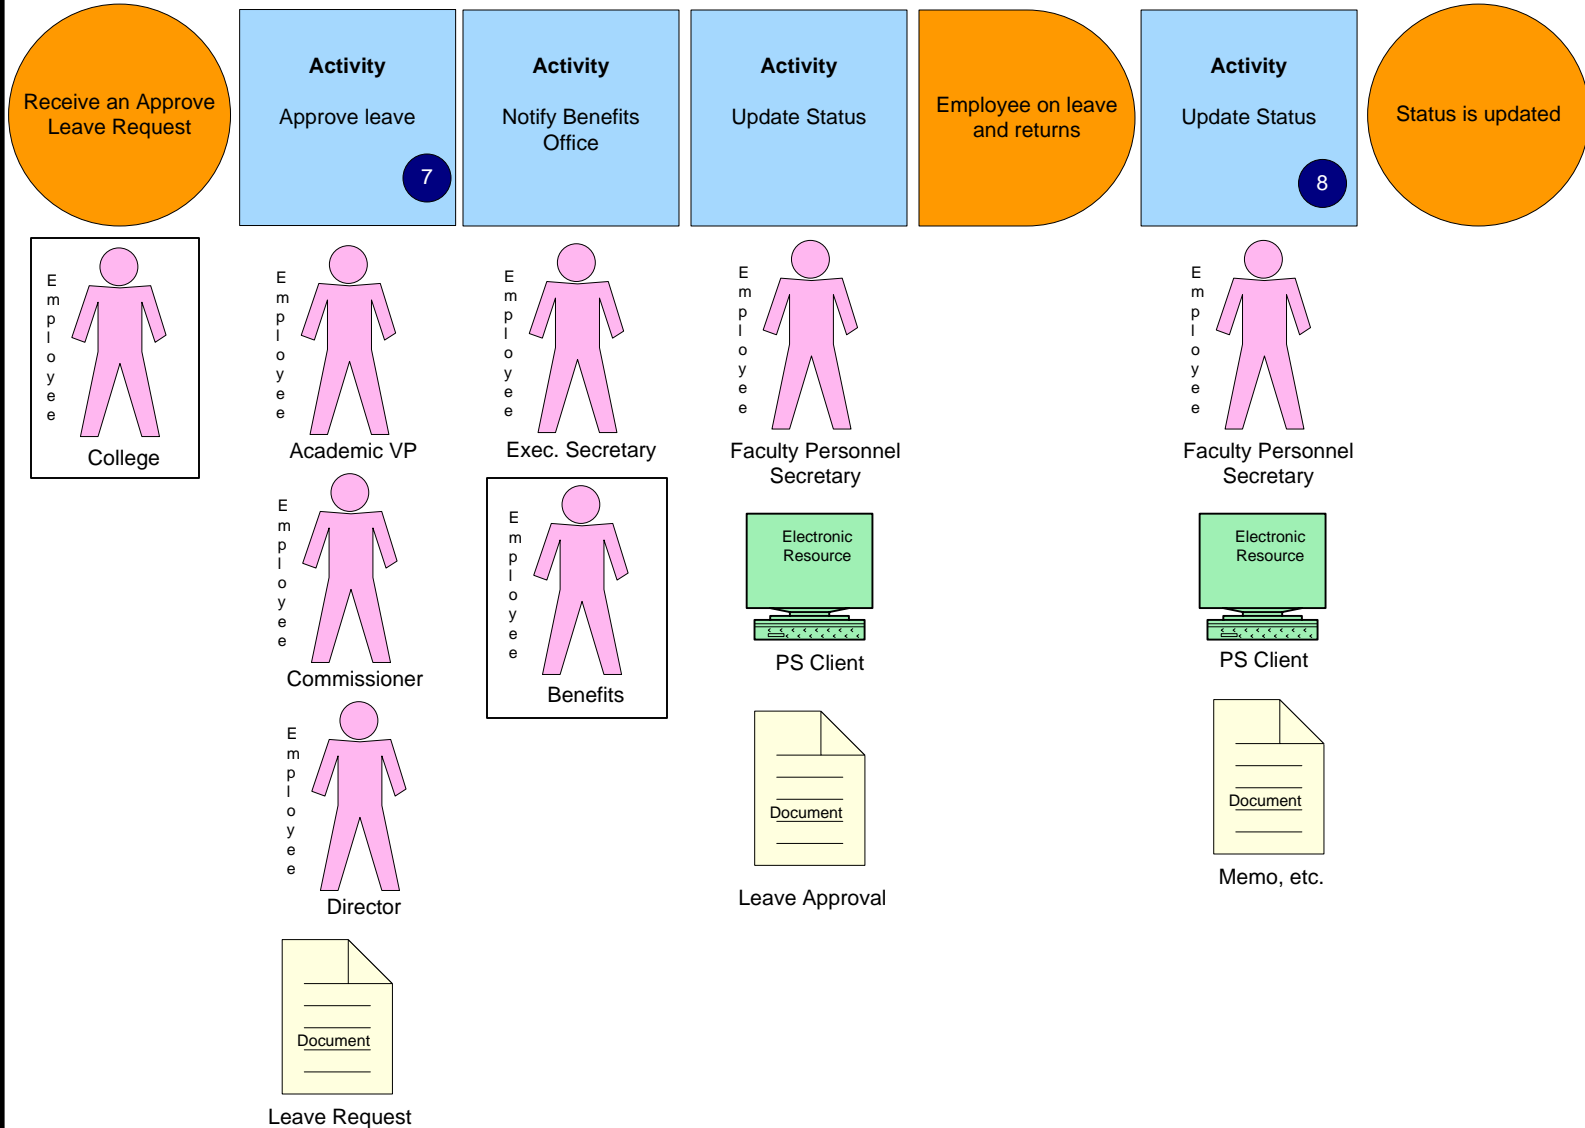 Receive an Approve
Leave Request
Activity
Approve leave
7
Activity
Notify Benefits
Office
Activity
Update Status
Employee on leave
and returns
Activity
Update Status
8
Status is updated
Employee
College
Employee
Academic VP
Employee
Commissioner
Employee
Director
Document
Leave Request
Employee
Exec. Secretary
Employee
Benefits
Employee
Faculty Personnel
Secretary
Electronic
Resource
PS Client
Document
Leave Approval
Employee
Faculty Personnel
Secretary
Electronic
Resource
PS Client
Document
Memo, etc.